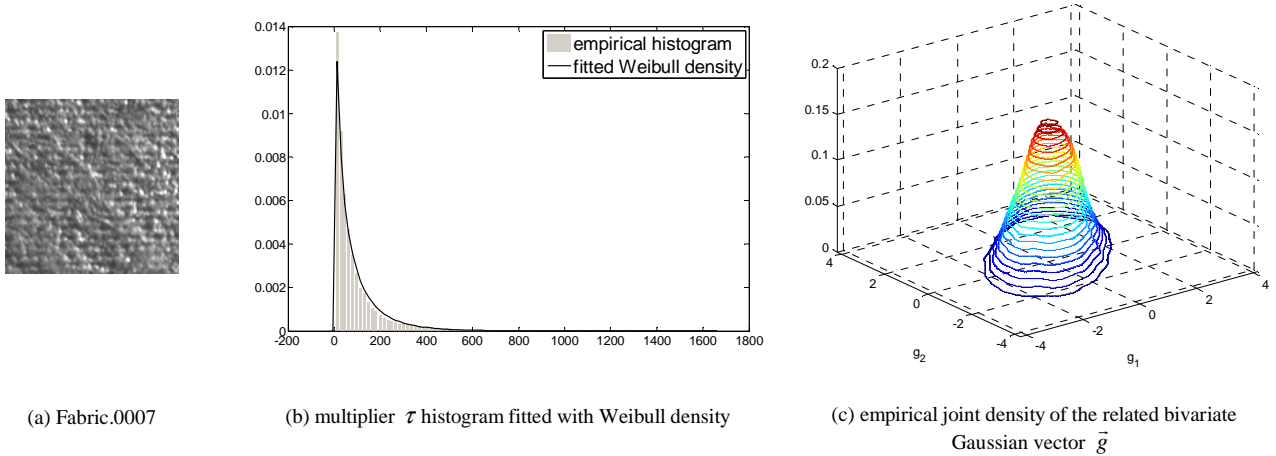 0.014
0.012
0.01
0.008
0.006
0.004
0.002
0
-200 0 200 400 600 800 1000 1200 1400 1600 1800
empirical histogram
fitted Weibull density
0.2
0.15
0.1
0.05
0
4
2
0
-2
-4
g₂
-4
-2
0
2
4
g₁
(a) Fabric.0007
(b) multiplier τ histogram fitted with Weibull density
(c) empirical joint density of the related bivariate
Gaussian vector g⃗